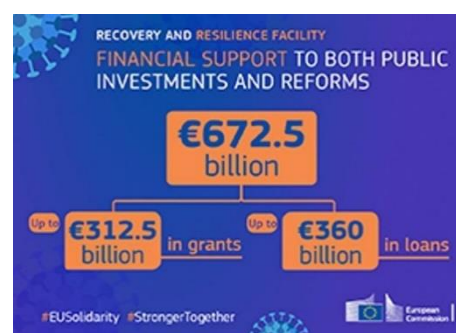 RECOVERY AND RESILIENCE FACILITY
FINANCIAL SUPPORT TO BOTH PUBLIC
INVESTMENTS AND REFORMS
€672.5
billion
Up to
€312.5
billion
in grants
Up to
€360
billion
in loans
#EUSolidarity #StrongerTogether
European
Commission